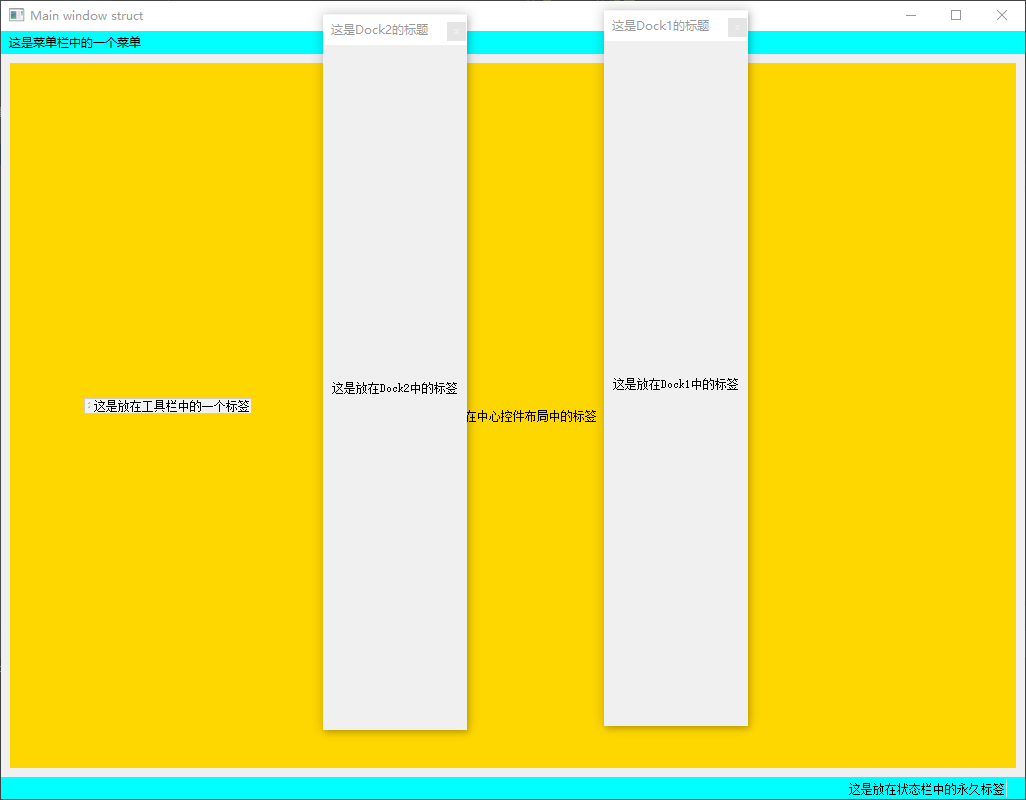 Main window struct
这是菜单栏中的一个菜单
这是Dock2的标题
这是Dock1的标题
这是放在工具栏中的一个标签
这是放在Dock2中的标签
在中心控件布局中的标签
这是放在Dock1中的标签
这是放在状态栏中的永久标签